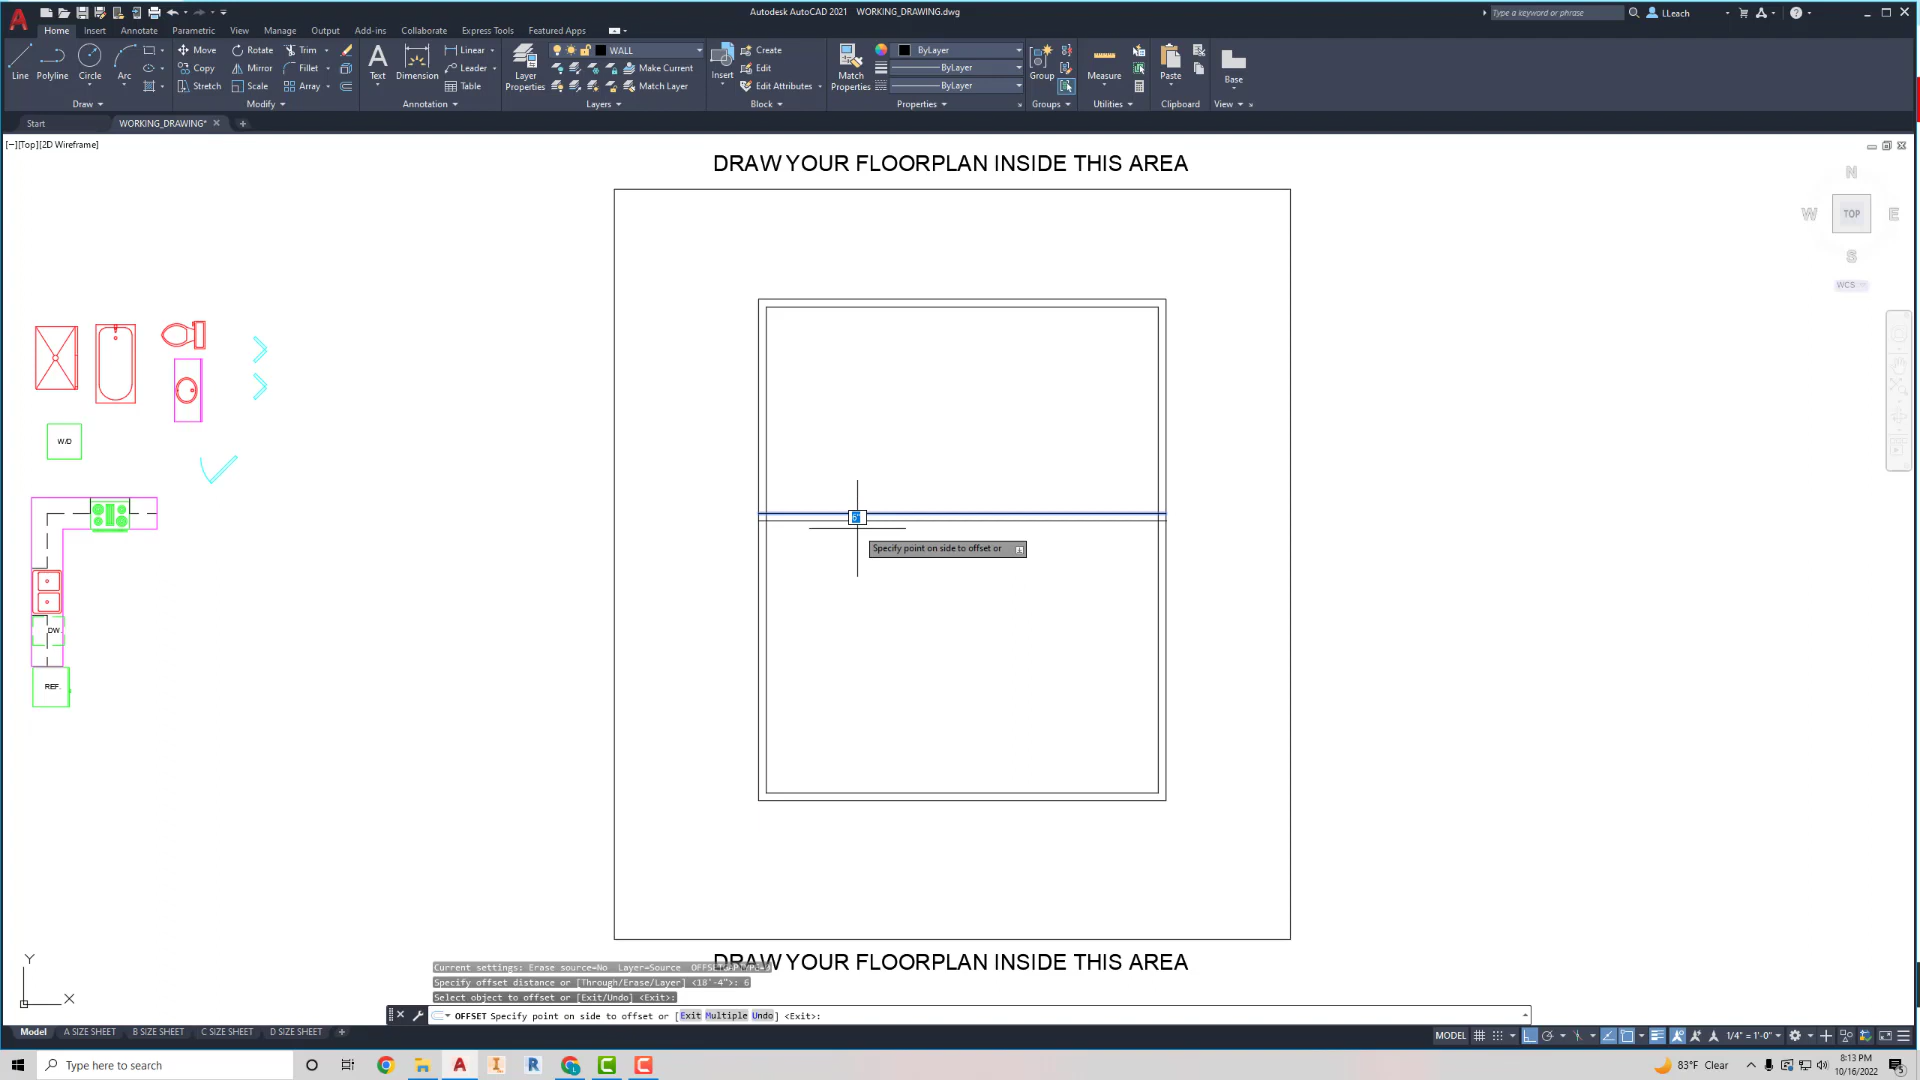 Autodesk AutoCAD 2021 WORKING_DRAWING.dwg
Type a keyword or phrase
LLeach
Home Insert Annotate Parametric View Manage Output Add-ins Collaborate Express Tools Featured Apps
Line Polyline Circle Arc
Move Rotate Trim
Copy Mirror Fillet
Stretch Scale Array
Text Dimension
Linear
Leader
Table
Layer Properties
WALL
Make Current
Match Layer
Insert
Create
Edit
Edit Attributes
Match Properties
ByLayer
ByLayer
ByLayer
Group
Measure
Paste
Base
Draw Modify Annotation Layers Block Properties Groups Utilities Clipboard View
Start WORKING_DRAWING*
[−][Top][2D Wireframe]
DRAW YOUR FLOORPLAN INSIDE THIS AREA
N
W TOP E
S
WCS
W/D
Specify point on side to offset or
DW.
REF.
Y
X
DRAW YOUR FLOORPLAN INSIDE THIS AREA
Current settings: Erase source=No Layer=Source
Specify offset distance or [Through/Erase/Layer] <18'-4">: 6
Select object to offset or [Exit/Undo] <Exit>:
OFFSET Specify point on side to offset or [Exit Multiple Undo] <Exit>:
Model A SIZE SHEET B SIZE SHEET C SIZE SHEET D SIZE SHEET
MODEL 1/4" = 1'-0"
Type here to search
83°F Clear
8:13 PM
10/16/2022